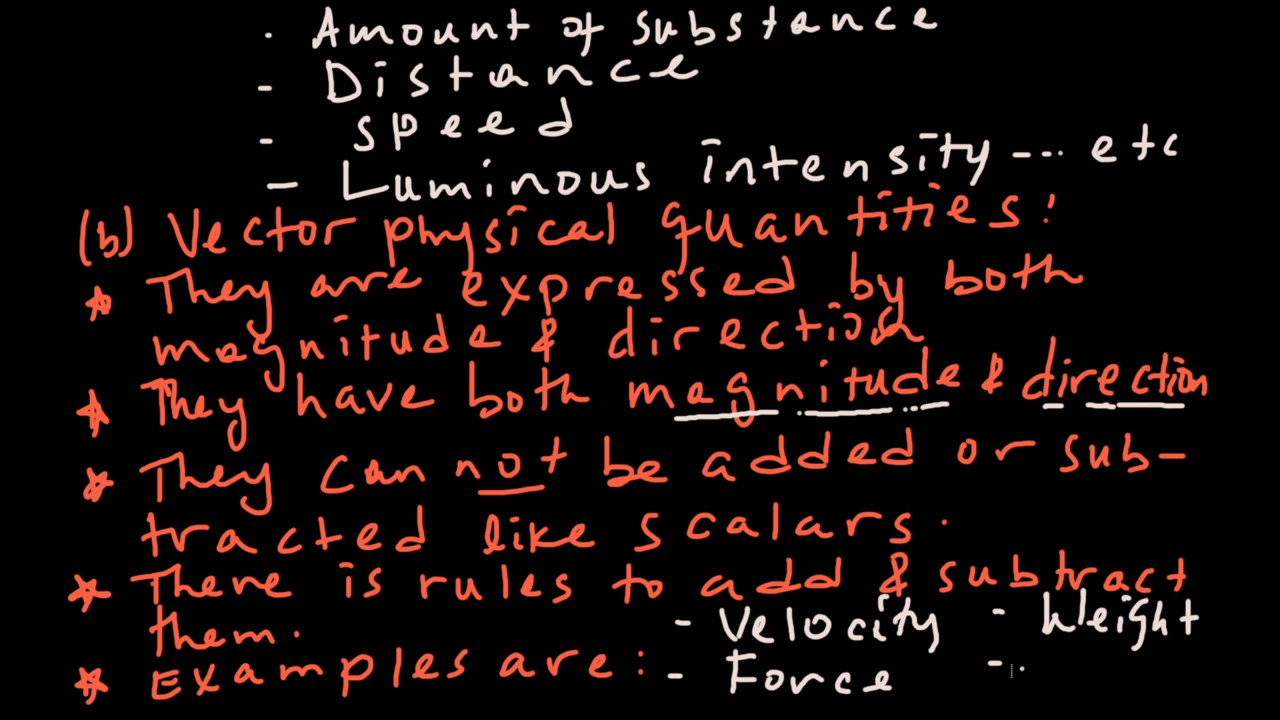 · Amount of substance
- Distance
- speed
- Luminous intensity --... etc
(b) Vector physical quantities:
* They are expressed by both
magnitude & direction
* They have both magnitude & direction
* They can not be added or sub-
tracted like scalars.
* There is rules to add & subtract
them.
- Velocity - Weight
* Examples are: - Force -